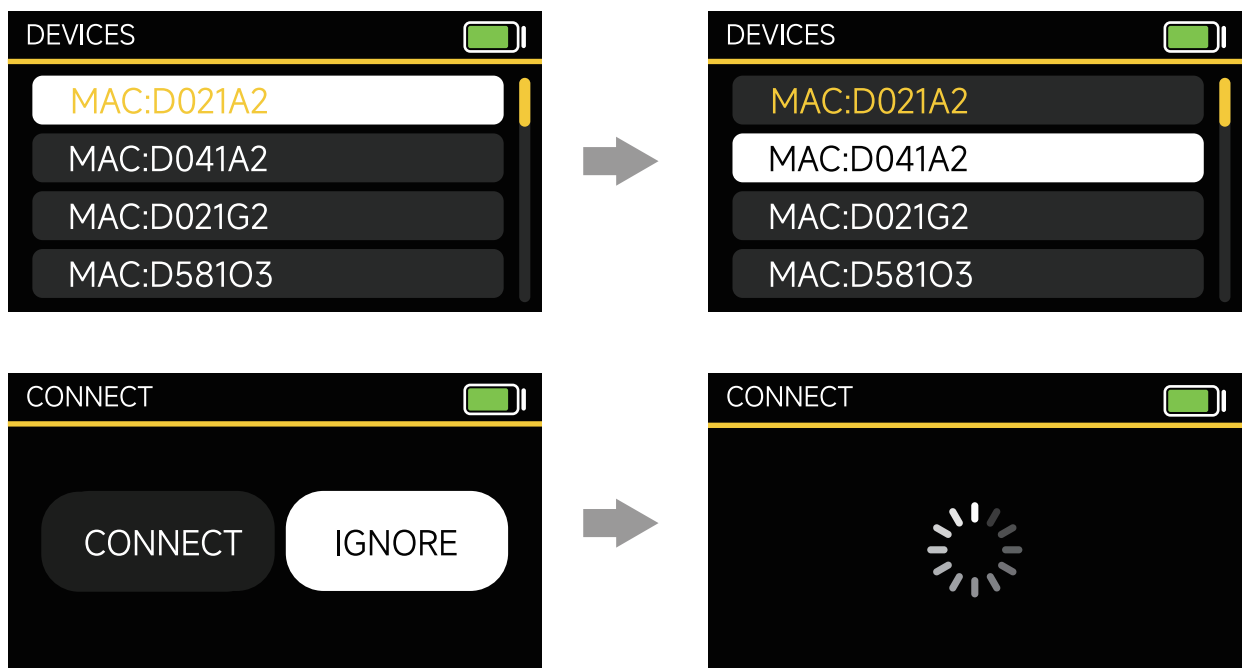 DEVICES
MAC:D021A2
MAC:D041A2
MAC:D021G2
MAC:D581O3
DEVICES
MAC:D021A2
MAC:D041A2
MAC:D021G2
MAC:D581O3
CONNECT
CONNECT
IGNORE
CONNECT